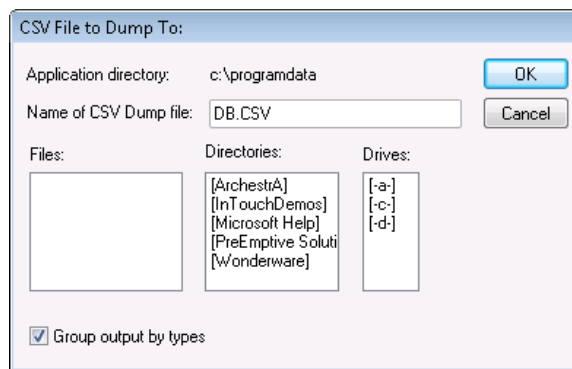 CSV File to Dump To:
Application directory: c:\programdata OK
Name of CSV Dump file: DB.CSV Cancel
Files: Directories: Drives:
[ArchestrA] [-a-]
[InTouchDemos] [-c-]
[Microsoft Help] [-d-]
[PreEmptive Soluti
[Wonderware]
Group output by types